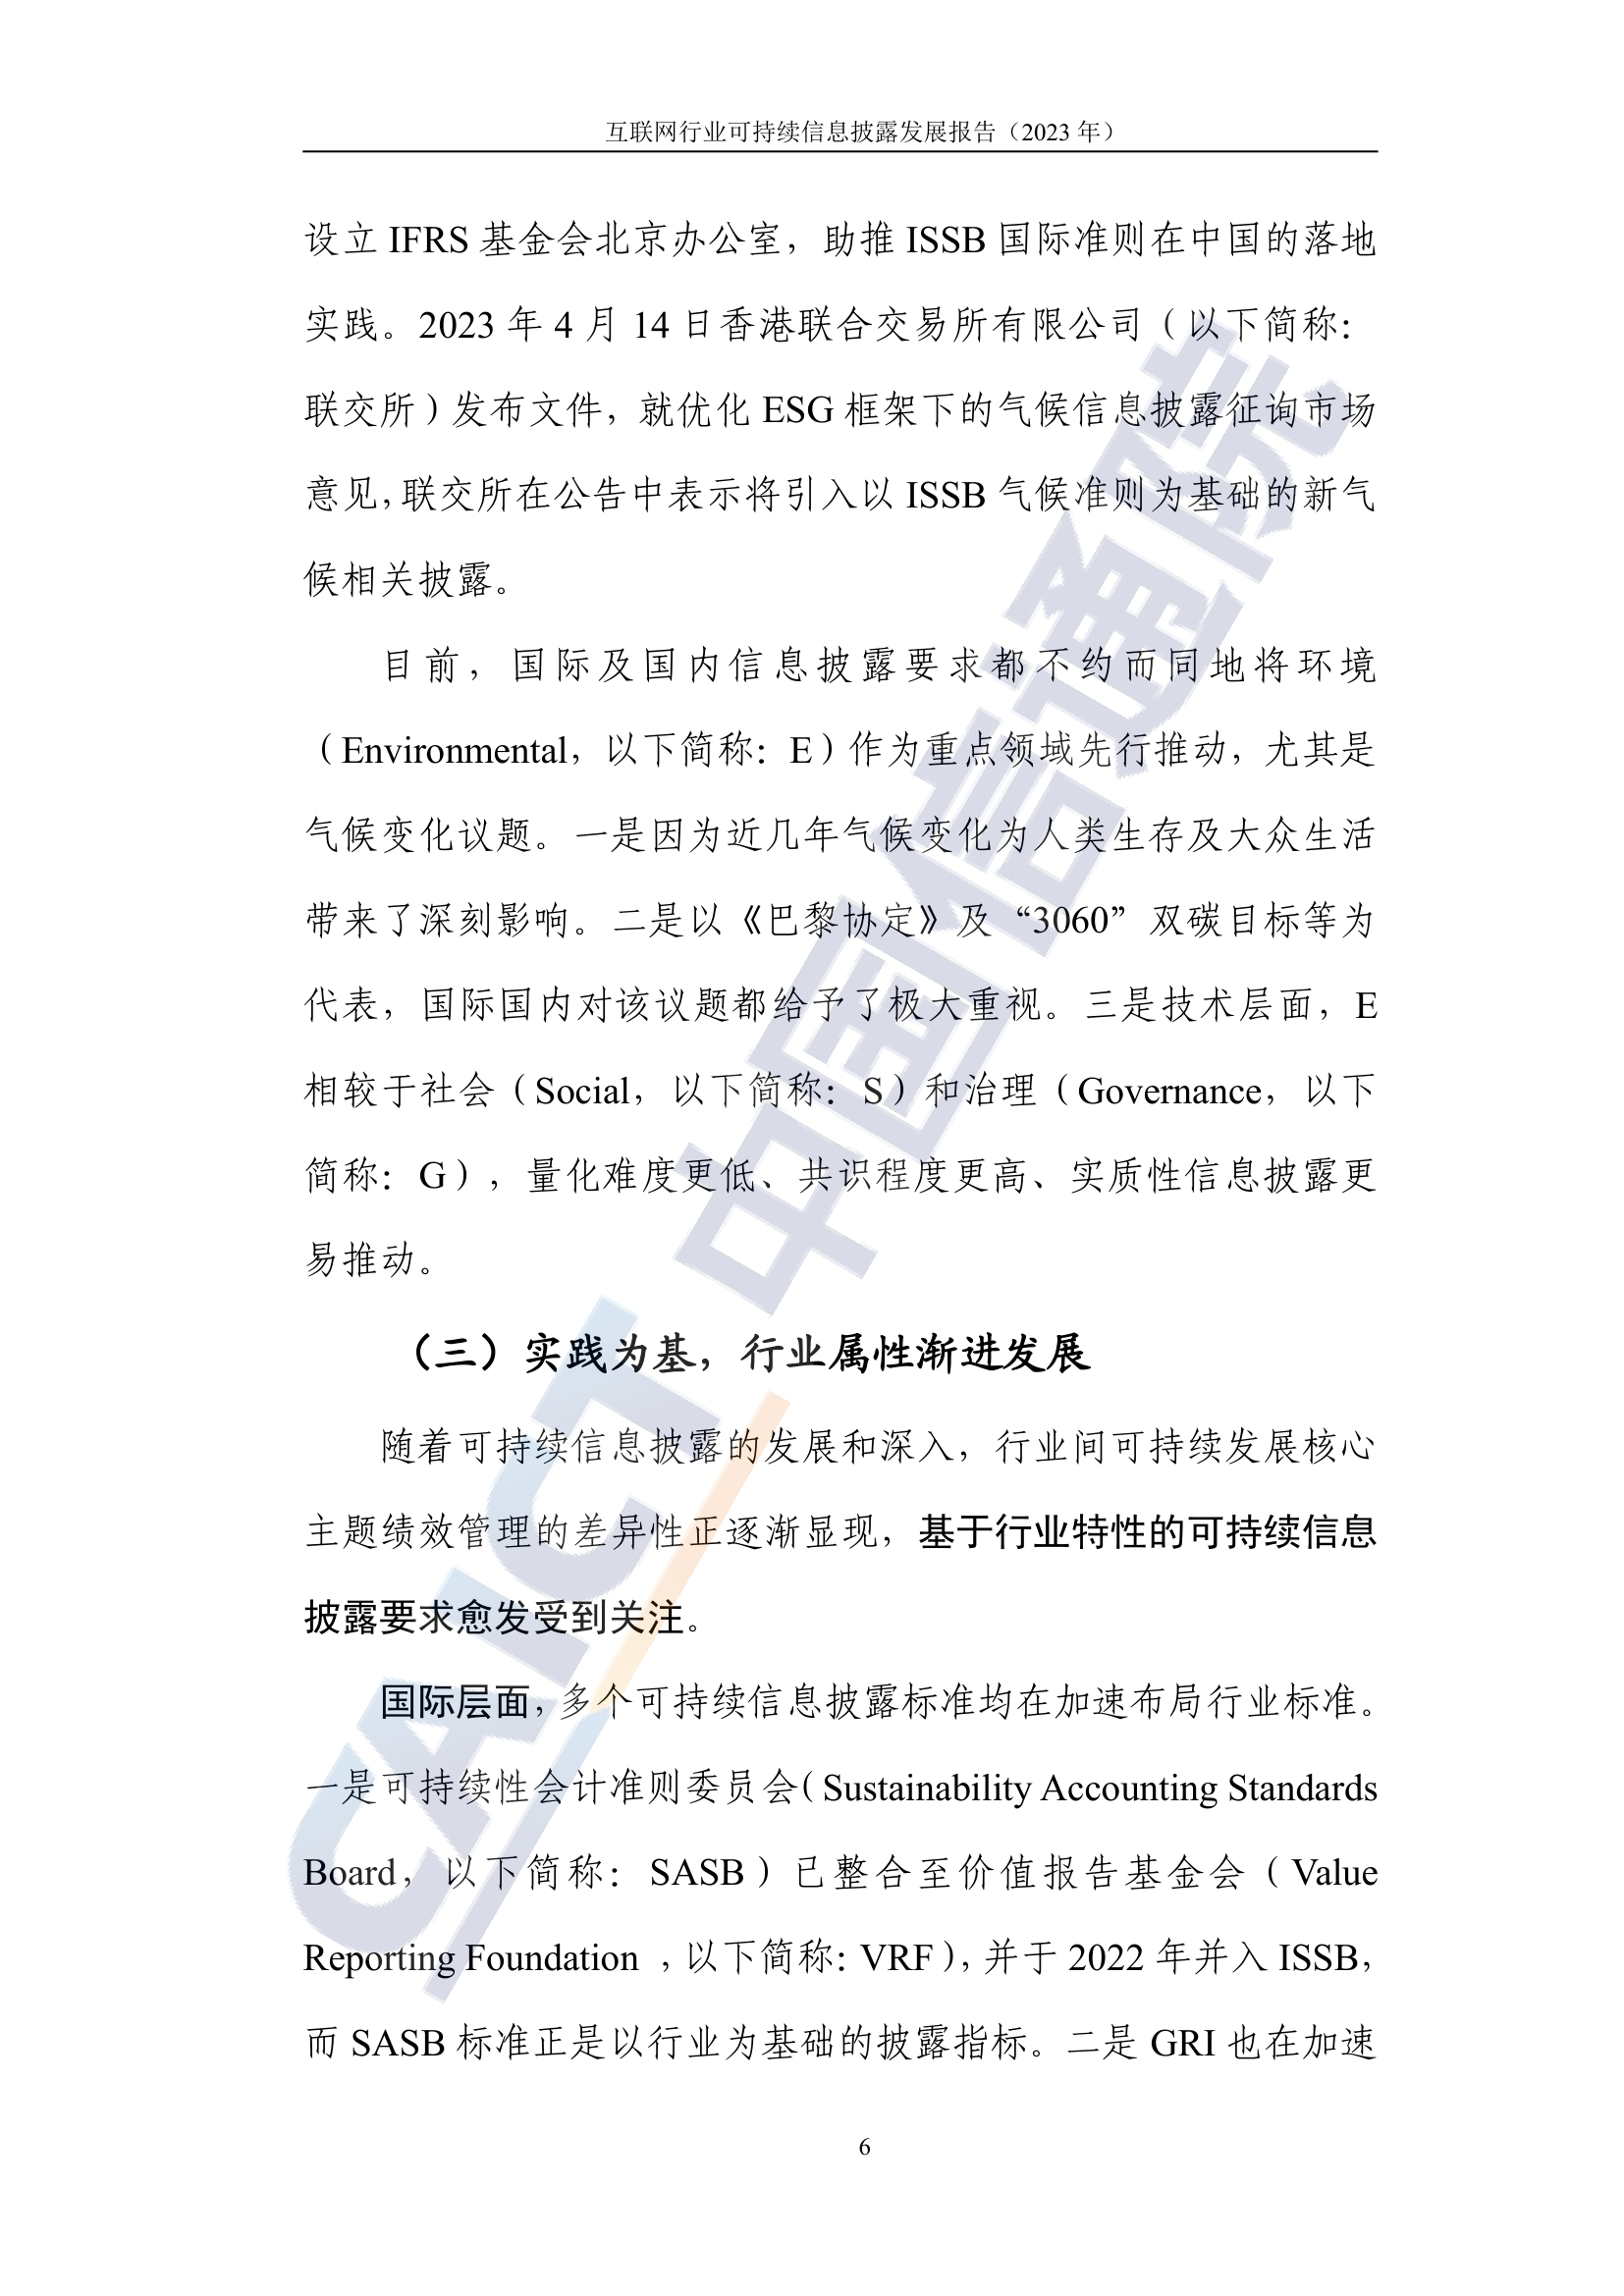 互联网行业可持续信息披露发展报告（2023 年）
设立 IFRS 基金会北京办公室，助推 ISSB 国际准则在中国的落地
实践。2023 年 4 月 14 日香港联合交易所有限公司（以下简称：
联交所）发布文件，就优化 ESG 框架下的气候信息披露征询市场
意见，联交所在公告中表示将引入以 ISSB 气候准则为基础的新气
候相关披露。
目前，国际及国内信息披露要求都不约而同地将环境
（Environmental，以下简称：E）作为重点领域先行推动，尤其是
气候变化议题。一是因为近几年气候变化为人类生存及大众生活
带来了深刻影响。二是以《巴黎协定》及“3060”双碳目标等为
代表，国际国内对该议题都给予了极大重视。三是技术层面，E
相较于社会（Social，以下简称：S）和治理（Governance，以下
简称：G），量化难度更低、共识程度更高、实质性信息披露更
易推动。
（三）实践为基，行业属性渐进发展
随着可持续信息披露的发展和深入，行业间可持续发展核心
主题绩效管理的差异性正逐渐显现，基于行业特性的可持续信息
披露要求愈发受到关注。
国际层面，多个可持续信息披露标准均在加速布局行业标准。
一是可持续性会计准则委员会（Sustainability Accounting Standards
Board，以下简称：SASB）已整合至价值报告基金会（Value
Reporting Foundation ，以下简称：VRF），并于 2022 年并入 ISSB，
而 SASB 标准正是以行业为基础的披露指标。二是 GRI 也在加速
6
CAICT 中国信通院